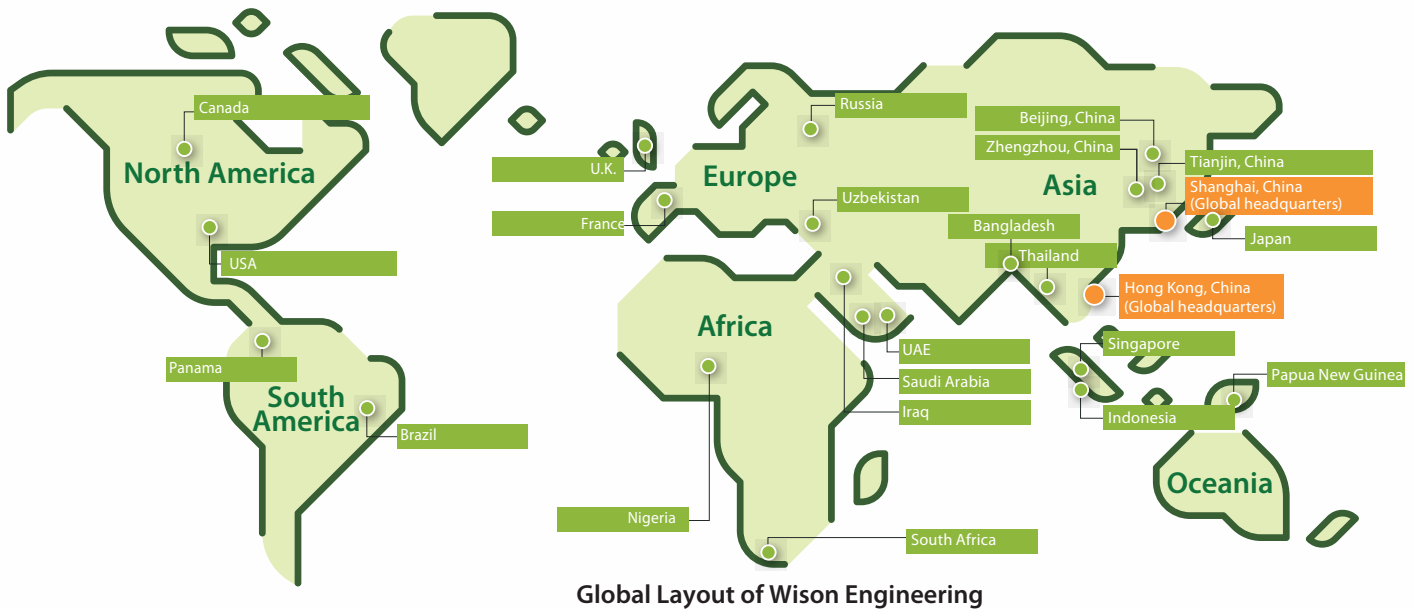 Canada
North America
USA
Panama
South
America
Brazil
U.K.
France
Europe
Russia
Uzbekistan
Africa
Nigeria
South Africa
UAE
Saudi Arabia
Iraq
Asia
Beijing, China
Zhengzhou, China
Tianjin, China
Shanghai, China
(Global headquarters)
Japan
Bangladesh
Thailand
Hong Kong, China
(Global headquarters)
Singapore
Indonesia
Papua New Guinea
Oceania
Global Layout of Wison Engineering